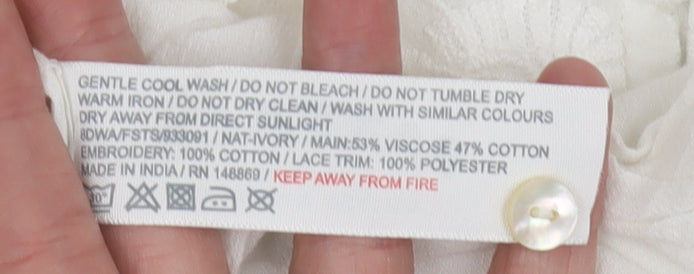 GENTLE COOL WASH / DO NOT BLEACH / DO NOT TUMBLE DRY
WARM IRON / DO NOT DRY CLEAN / WASH WITH SIMILAR COLOURS
DRY AWAY FROM DIRECT SUNLIGHT
8DWA/FSTS/933091 / NAT-IVORY / MAIN:53% VISCOSE 47% COTTON
EMBROIDERY: 100% COTTON / LACE TRIM: 100% POLYESTER
MADE IN INDIA / RN 148869 / KEEP AWAY FROM FIRE
30°